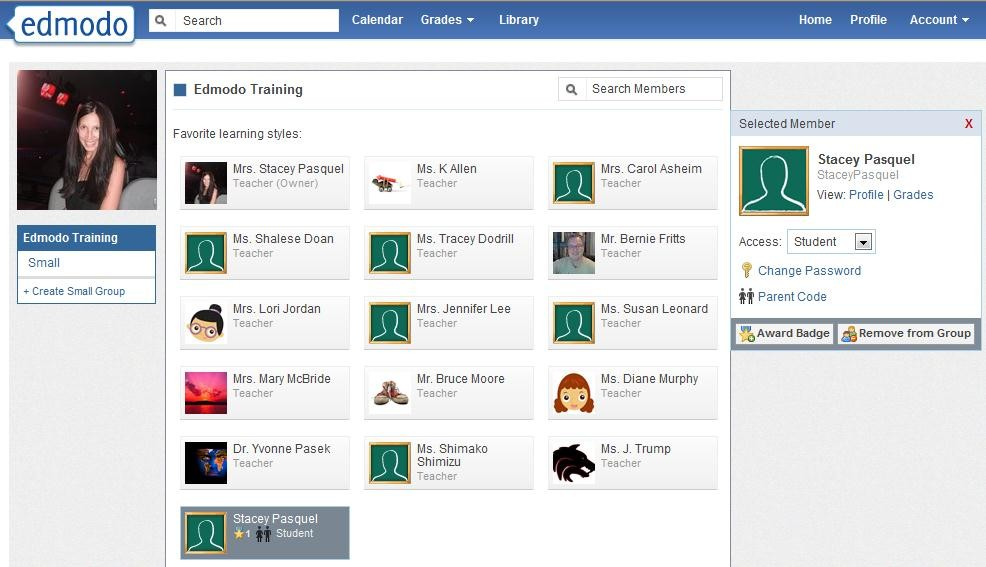 edmodo
Search
Calendar
Grades
Library
Home
Profile
Account
Edmodo Training
Small
+ Create Small Group
Edmodo Training
Search Members
Favorite learning styles:
Mrs. Stacey Pasquel
Teacher (Owner)
Ms. K Allen
Teacher
Mrs. Carol Asheim
Teacher
Ms. Shalese Doan
Teacher
Ms. Tracey Dodrill
Teacher
Mr. Bernie Fritts
Teacher
Mrs. Lori Jordan
Teacher
Mrs. Jennifer Lee
Teacher
Ms. Susan Leonard
Teacher
Mrs. Mary McBride
Teacher
Mr. Bruce Moore
Teacher
Ms. Diane Murphy
Teacher
Dr. Yvonne Pasek
Teacher
Ms. Shimako
Shimizu
Teacher
Ms. J. Trump
Teacher
Stacey Pasquel
1 Student
Selected Member X
Stacey Pasquel
StaceyPasquel
View: Profile | Grades
Access: Student
Change Password
Parent Code
Award Badge
Remove from Group